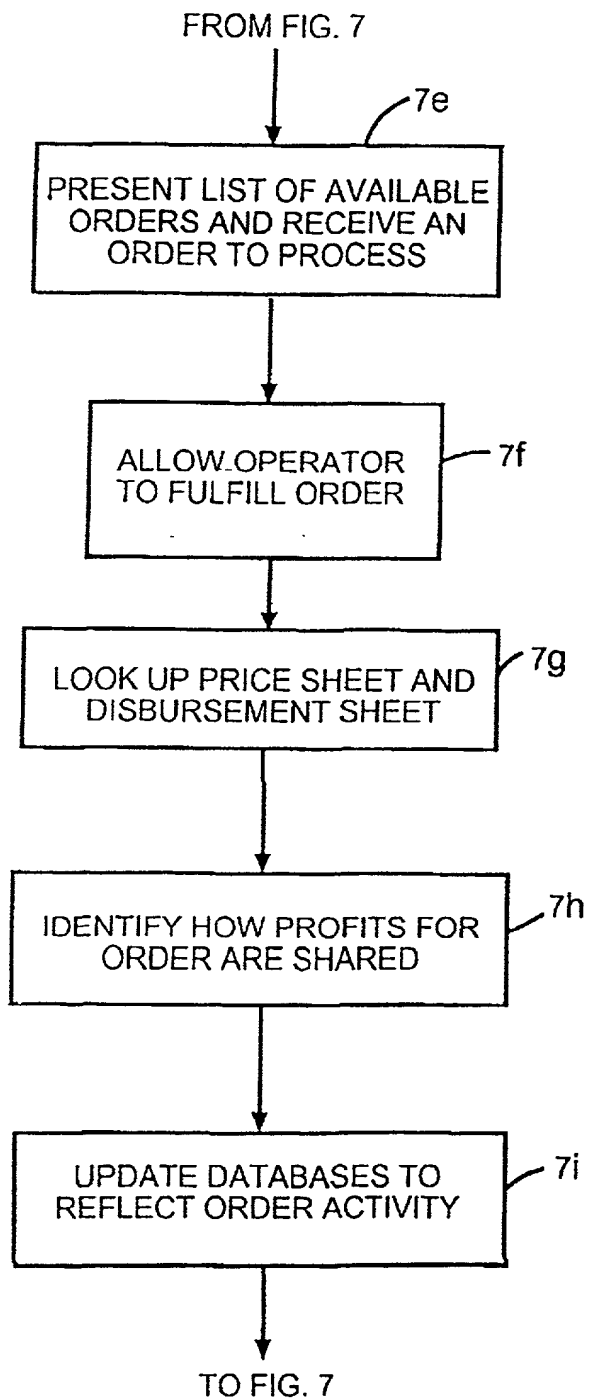 FROM FIG. 7
7e
PRESENT LIST OF AVAILABLE
ORDERS AND RECEIVE AN
ORDER TO PROCESS
7f
ALLOW OPERATOR
TO FULFILL ORDER
7g
LOOK UP PRICE SHEET AND
DISBURSEMENT SHEET
7h
IDENTIFY HOW PROFITS FOR
ORDER ARE SHARED
7i
UPDATE DATABASES TO
REFLECT ORDER ACTIVITY
TO FIG. 7